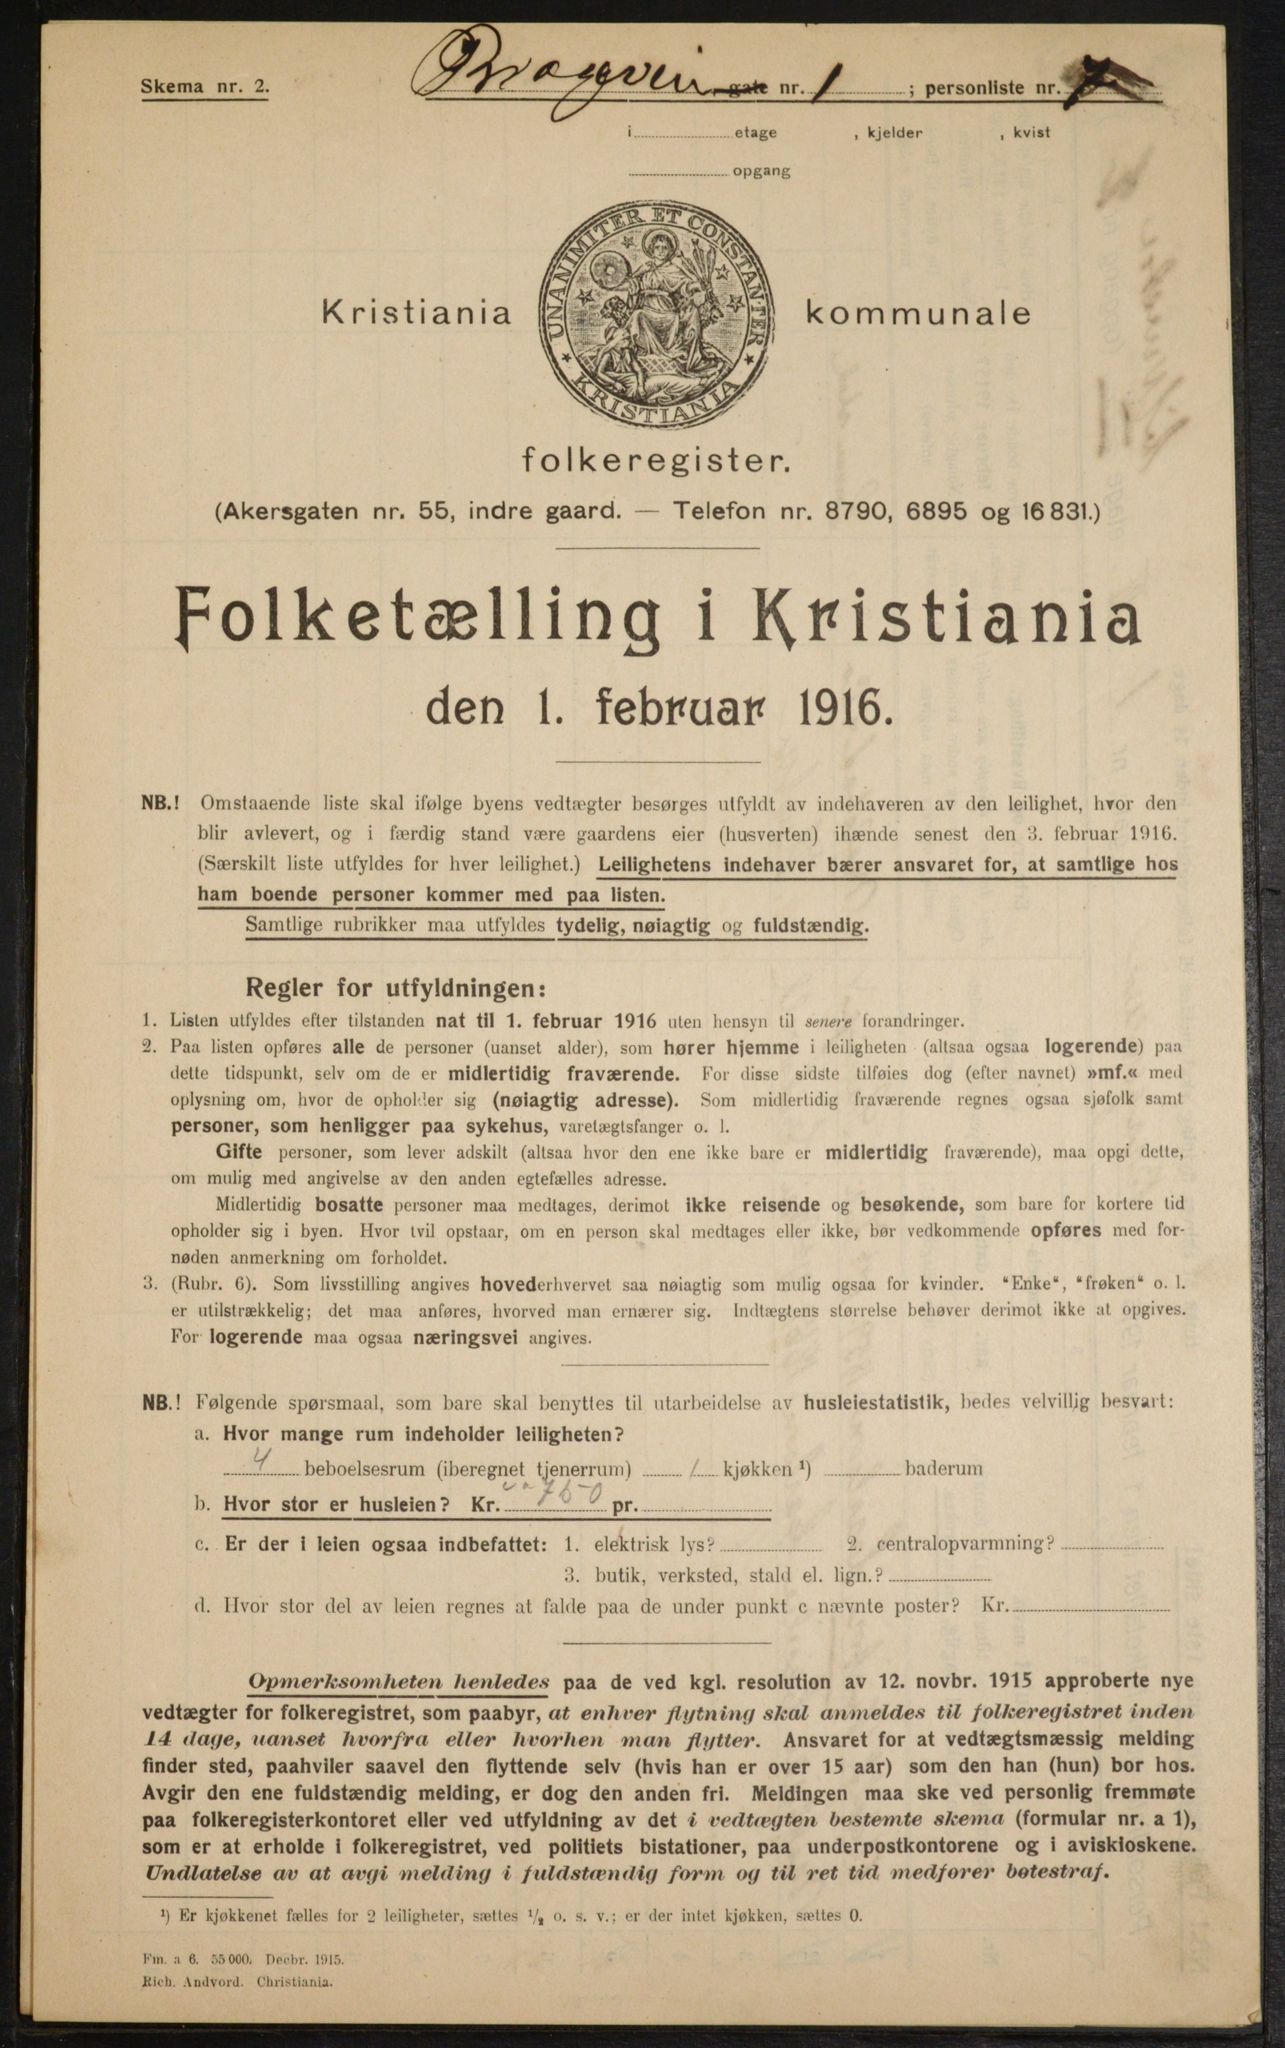 Skema nr. 2.
gate nr. 1 ; personliste nr. 7
i etage , kjelder , kvist
opgang
UNANIMITER ET CONSTANTER
KRISTIANIA
Kristiania kommunale
folkeregister.
(Akersgaten nr. 55, indre gaard. — Telefon nr. 8790, 6895 og 16 831.)
Folketælling i Kristiania
den 1. februar 1916.
NB.! Omstaaende liste skal ifølge byens vedtægter besørges utfyldt av indehaveren av den leilighet, hvor den
blir avlevert, og i færdig stand være gaardens eier (husverten) ihænde senest den 3. februar 1916.
(Særskilt liste utfyldes for hver leilighet.) Leilighetens indehaver bærer ansvaret for, at samtlige hos
ham boende personer kommer med paa listen.
Samtlige rubrikker maa utfyldes tydelig, nøiagtig og fuldstændig.
Regler for utfyldningen:
1. Listen utfyldes efter tilstanden nat til 1. februar 1916 uten hensyn til senere forandringer.
2. Paa listen opføres alle de personer (uanset alder), som hører hjemme i leiligheten (altsaa ogsaa logerende) paa
dette tidspunkt, selv om de er midlertidig fraværende. For disse sidste tilføies dog (efter navnet) »mf.« med
oplysning om, hvor de opholder sig (nøiagtig adresse). Som midlertidig fraværende regnes ogsaa sjøfolk samt
personer, som henligger paa sykehus, varetægtsfanger o. l.
Gifte personer, som lever adskilt (altsaa hvor den ene ikke bare er midlertidig fraværende), maa opgi dette,
om mulig med angivelse av den anden egtefælles adresse.
Midlertidig bosatte personer maa medtages, derimot ikke reisende og besøkende, som bare for kortere tid
opholder sig i byen. Hvor tvil opstaar, om en person skal medtages eller ikke, bør vedkommende opføres med for-
nøden anmerkning om forholdet.
3. (Rubr. 6). Som livsstilling angives hovederhvervet saa nøiagtig som mulig ogsaa for kvinder. "Enke", "frøken" o. l.
er utilstrækkelig; det maa anføres, hvorved man ernærer sig. Indtægtens størrelse behøver derimot ikke at opgives.
For logerende maa ogsaa næringsvei angives.
NB.! Følgende spørsmaal, som bare skal benyttes til utarbeidelse av husleiestatistik, bedes velvillig besvart:
a. Hvor mange rum indeholder leiligheten?
4 beboelsesrum (iberegnet tjenerrum) 1 kjøkken ¹) baderum
b. Hvor stor er husleien? Kr. ca 750 pr.
c. Er der i leien ogsaa indbefattet: 1. elektrisk lys? 2. centralopvarmning?
3. butik, verksted, stald el. lign.?
d. Hvor stor del av leien regnes at falde paa de under punkt c nævnte poster? Kr.
Opmerksomheten henledes paa de ved kgl. resolution av 12. novbr. 1915 approberte nye
vedtægter for folkeregistret, som paabyr, at enhver flytning skal anmeldes til folkeregistret inden
14 dage, uanset hvorfra eller hvorhen man flytter. Ansvaret for at vedtægtsmæssig melding
finder sted, paahviler saavel den flyttende selv (hvis han er over 15 aar) som den han (hun) bor hos.
Avgir den ene fuldstændig melding, er dog den anden fri. Meldingen maa ske ved personlig fremmøte
paa folkeregisterkontoret eller ved utfyldning av det i vedtægten bestemte skema (formular nr. a 1),
som er at erholde i folkeregistret, ved politiets bistationer, paa underpostkontorene og i aviskioskene.
Undlatelse av at avgi melding i fuldstændig form og til ret tid medfører bøtestraf.
¹) Er kjøkkenet fælles for 2 leiligheter, sættes ¹/₂ o. s. v.; er der intet kjøkken, sættes 0.
Fm. a 6. 55 000. Decbr. 1915.
Rich. Andvord. Christiania.